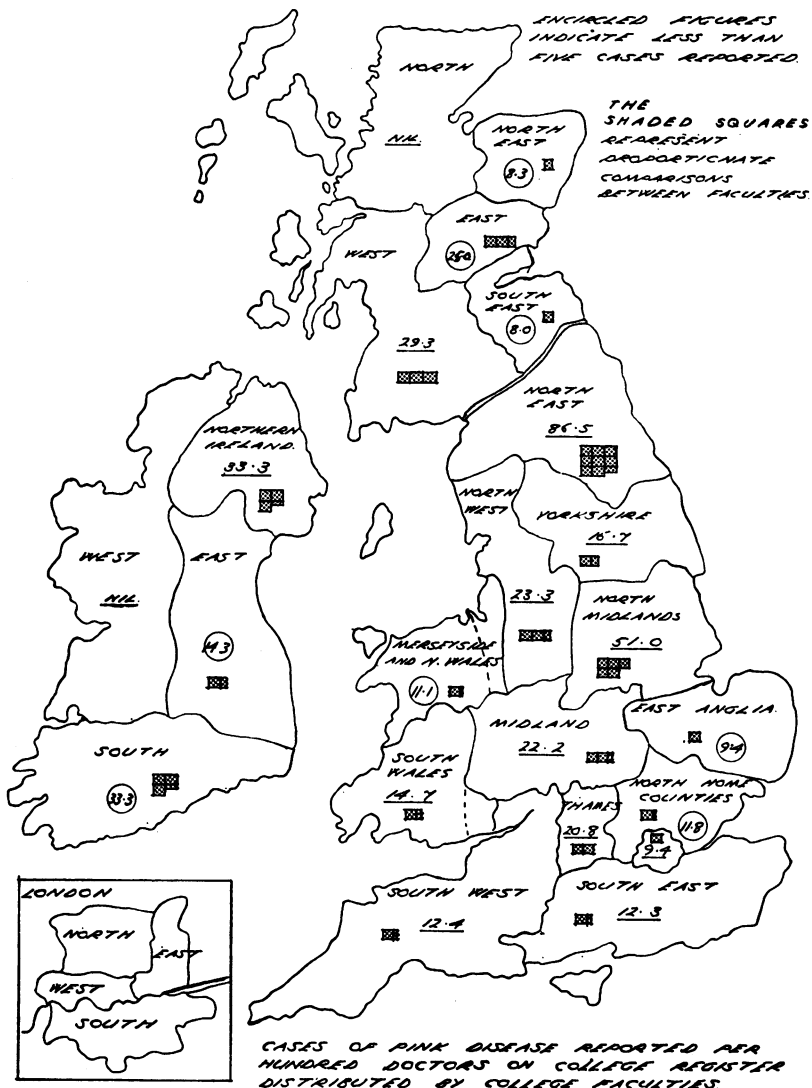 ENCIRCLED FIGURES
INDICATE LESS THAN
FIVE CASES REPORTED.
THE
SHADED SQUARES
REPRESENT
PROPORTIONATE
COMPARISONS
BETWEEN FACULTIES.
NORTH
NIL.
NORTH
EAST
8.3
EAST
WEST
SOUTH
EAST
8.0
29.3
NORTH
EAST
86.5
NORTHERN
IRELAND.
33.3
NORTH
WEST
YORKSHIRE
16.7
WEST
NIL.
EAST
14.3
23.3
NORTH
MIDLANDS
51.0
MERSEYSIDE
AND N. WALES
11.1
EAST ANGLIA.
9.4
MIDLAND
22.2
SOUTH
33.3
SOUTH
WALES
14.7
THAMES
20.8
NORTH HOME
COUNTIES
11.8
9.4
SOUTH WEST
12.4
SOUTH EAST
12.3
LONDON
NORTH
EAST
WEST
SOUTH
CASES OF PINK DISEASE REPORTED PER
HUNDRED DOCTORS ON COLLEGE REGISTER
DISTRIBUTED BY COLLEGE FACULTIES